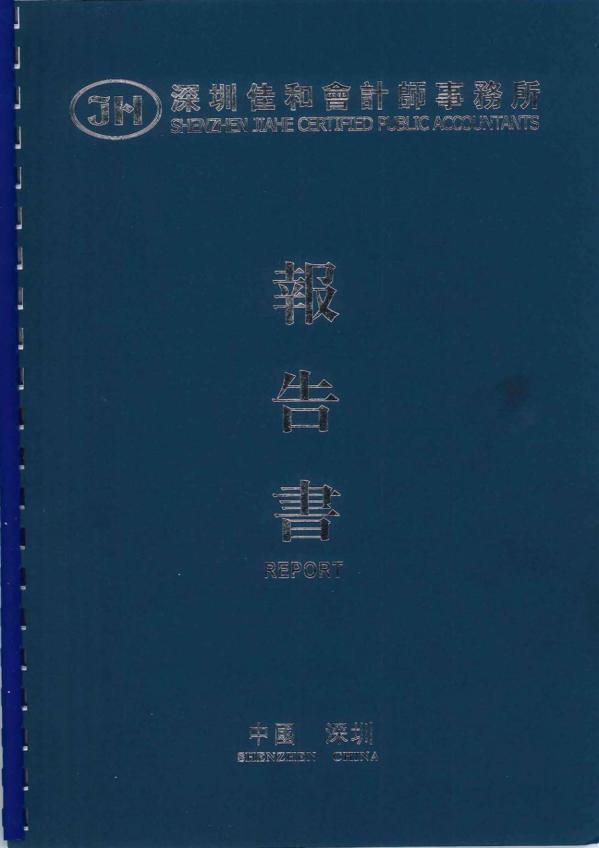 JH
深圳佳和會計師事務所
SHENZHEN JIAHE CERTIFIED PUBLIC ACCOUNTANTS
報
告
書
REPORT
中國 深圳
SHENZHEN CHINA